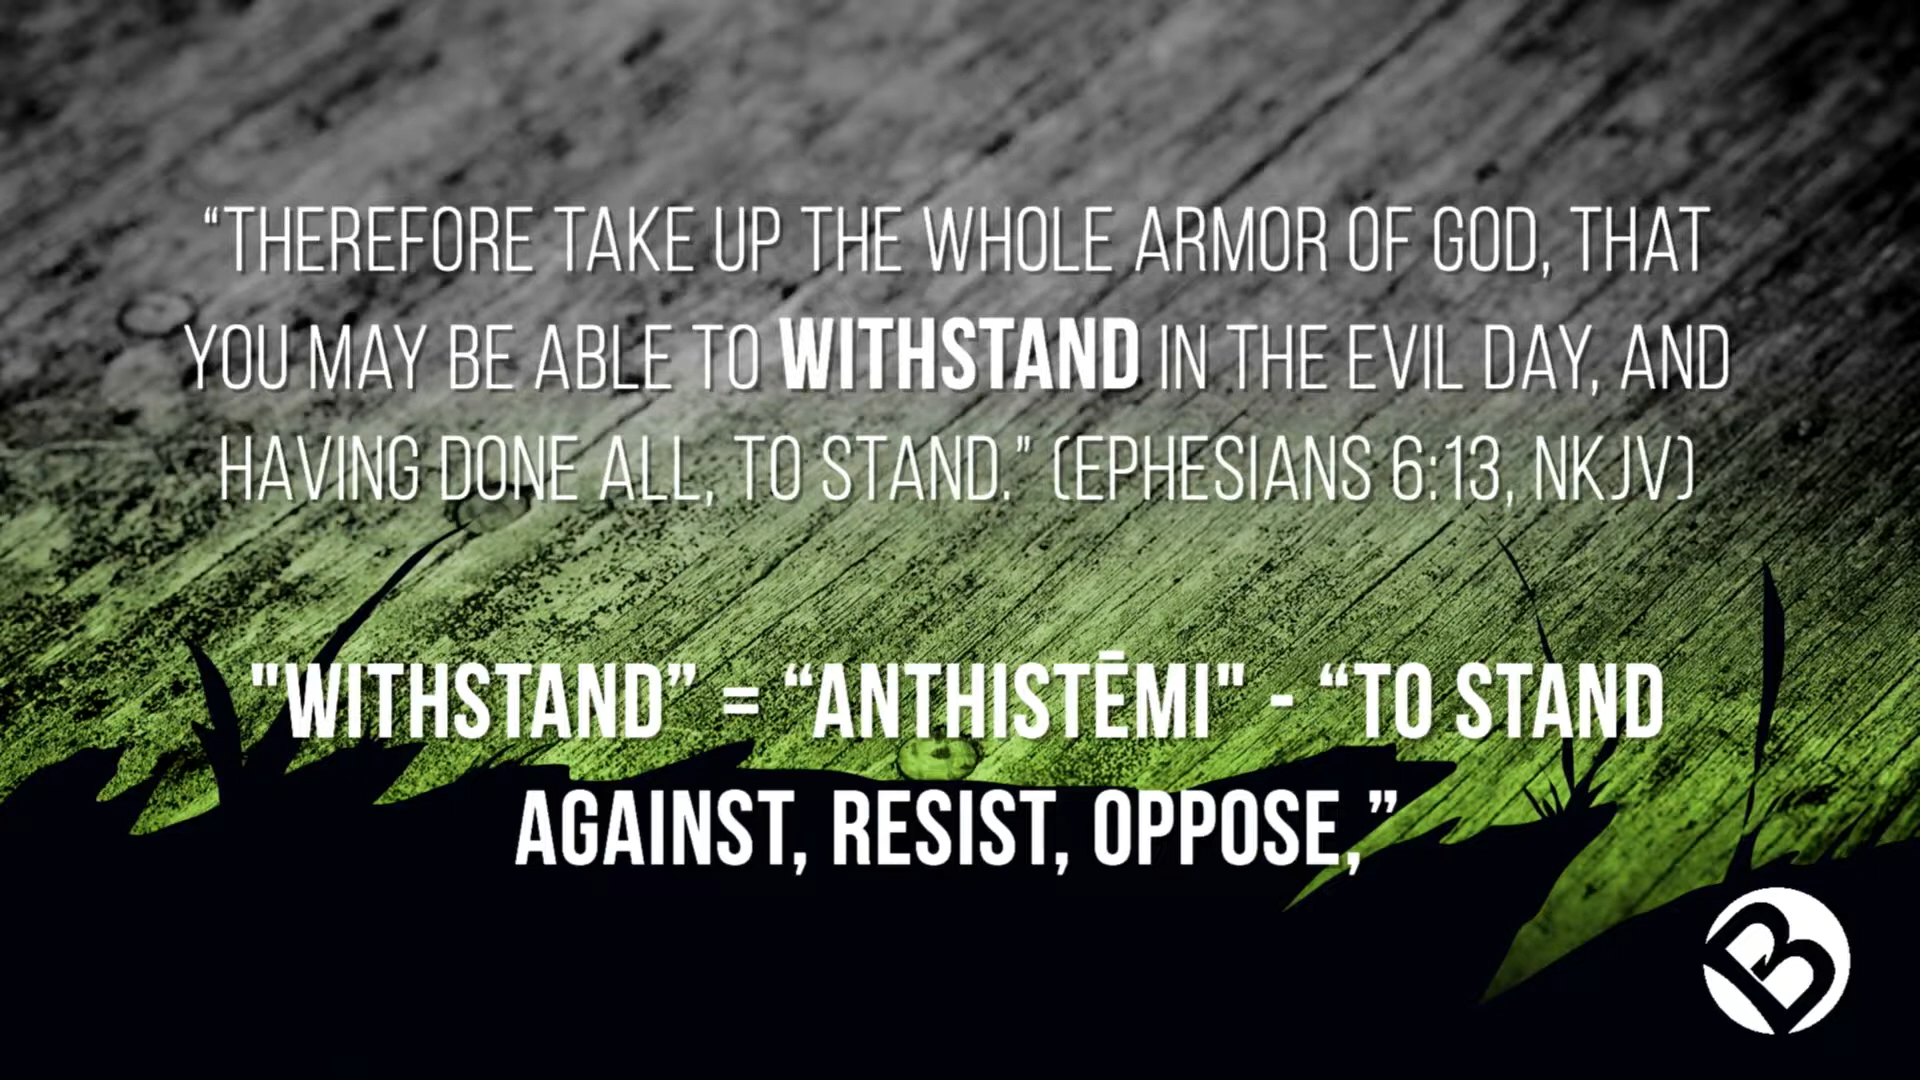 “THEREFORE TAKE UP THE WHOLE ARMOR OF GOD, THAT
YOU MAY BE ABLE TO WITHSTAND IN THE EVIL DAY, AND
HAVING DONE ALL, TO STAND.” (EPHESIANS 6:13, NKJV)
"WITHSTAND” = “ANTHISTĒMI" - “TO STAND
AGAINST, RESIST, OPPOSE,”
B